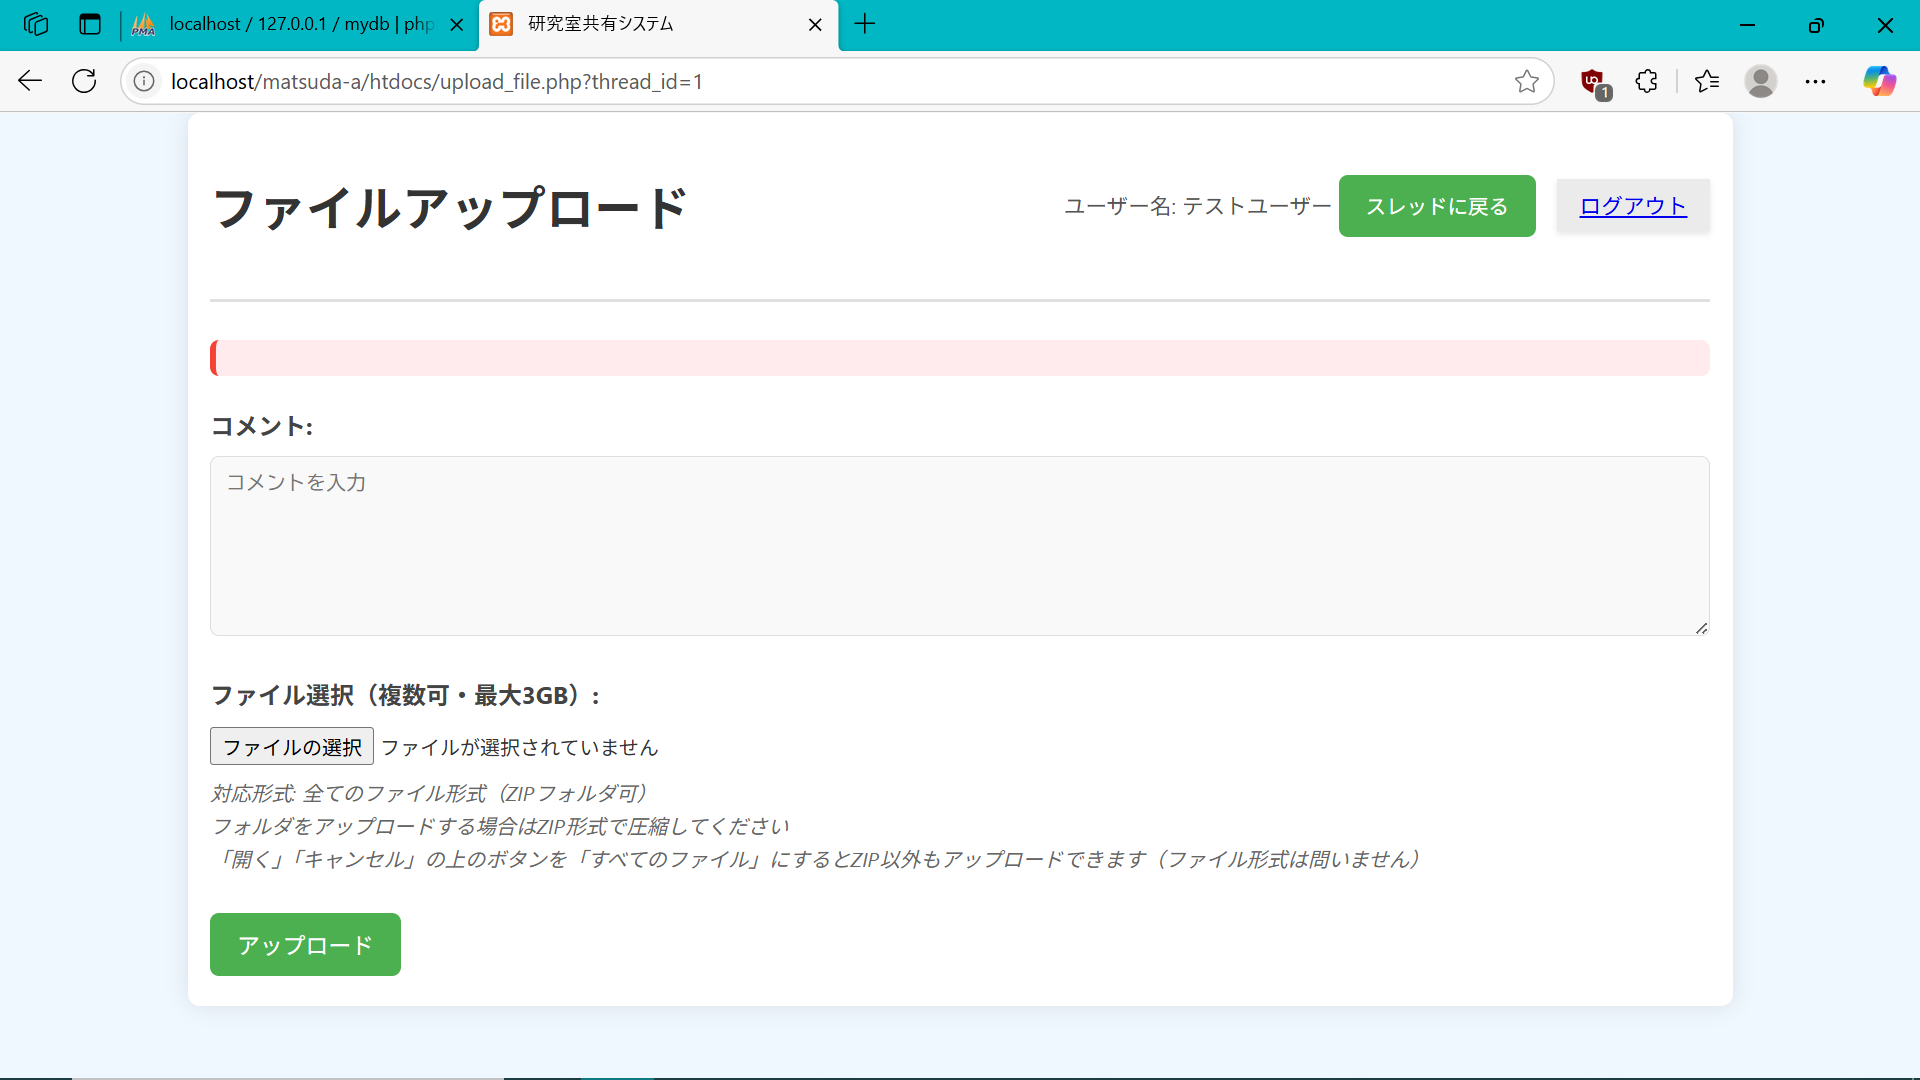 localhost / 127.0.0.1 / mydb | php
研究室共有システム
localhost/matsuda-a/htdocs/upload_file.php?thread_id=1
1
ファイルアップロード
ユーザー名: テストユーザー
スレッドに戻る
ログアウト
コメント:
コメントを入力
ファイル選択（複数可・最大3GB）:
ファイルの選択 ファイルが選択されていません
対応形式: 全てのファイル形式（ZIPフォルダ可）
フォルダをアップロードする場合はZIP形式で圧縮してください
「開く」「キャンセル」の上のボタンを「すべてのファイル」にするとZIP以外もアップロードできます（ファイル形式は問いません）
アップロード